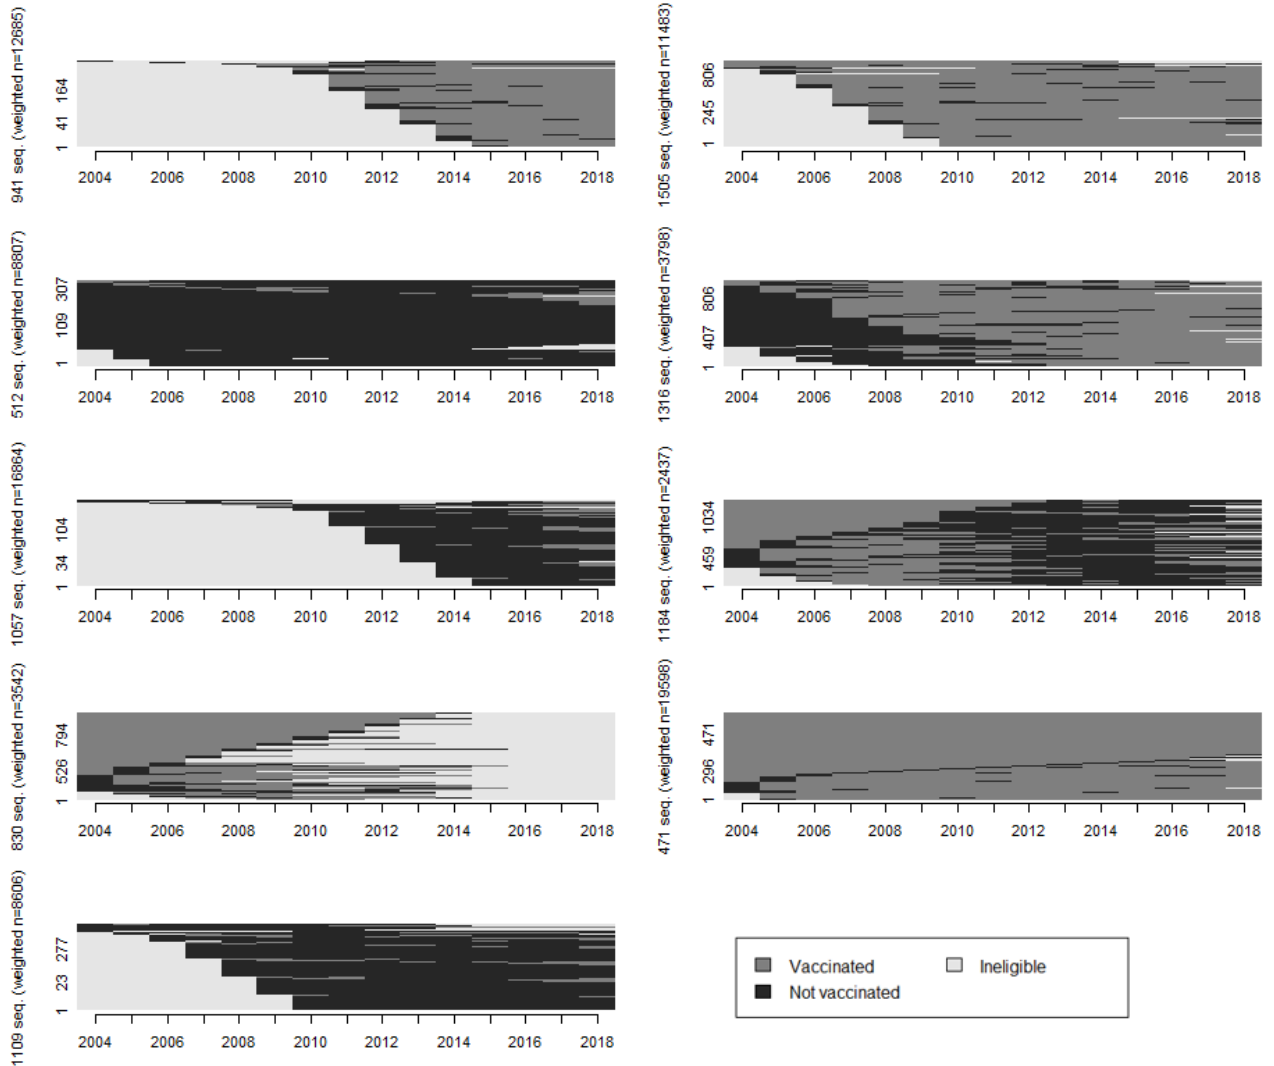 941 seq. (weighted n=12685)
1 41 164
2004 2006 2008 2010 2012 2014 2016 2018
1505 seq. (weighted n=11483)
1 245 806
2004 2006 2008 2010 2012 2014 2016 2018
512 seq. (weighted n=8807)
1 109 307
2004 2006 2008 2010 2012 2014 2016 2018
1316 seq. (weighted n=3798)
1 407 806
2004 2006 2008 2010 2012 2014 2016 2018
1057 seq. (weighted n=16864)
1 34 104
2004 2006 2008 2010 2012 2014 2016 2018
1184 seq. (weighted n=2437)
1 459 1034
2004 2006 2008 2010 2012 2014 2016 2018
830 seq. (weighted n=3542)
1 526 794
2004 2006 2008 2010 2012 2014 2016 2018
471 seq. (weighted n=19598)
1 296 471
2004 2006 2008 2010 2012 2014 2016 2018
1109 seq. (weighted n=8606)
1 23 277
2004 2006 2008 2010 2012 2014 2016 2018
Vaccinated
Not vaccinated
Ineligible